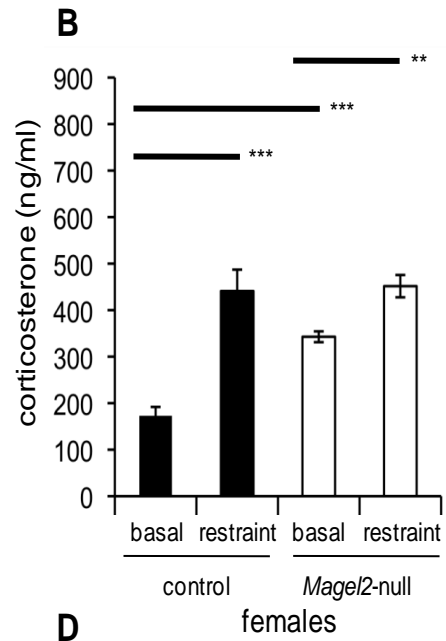 B
**
***
***
900
800
700
600
500
400
300
200
100
0
corticosterone (ng/ml)
basal restraint basal restraint
control Magel2-null
females
D